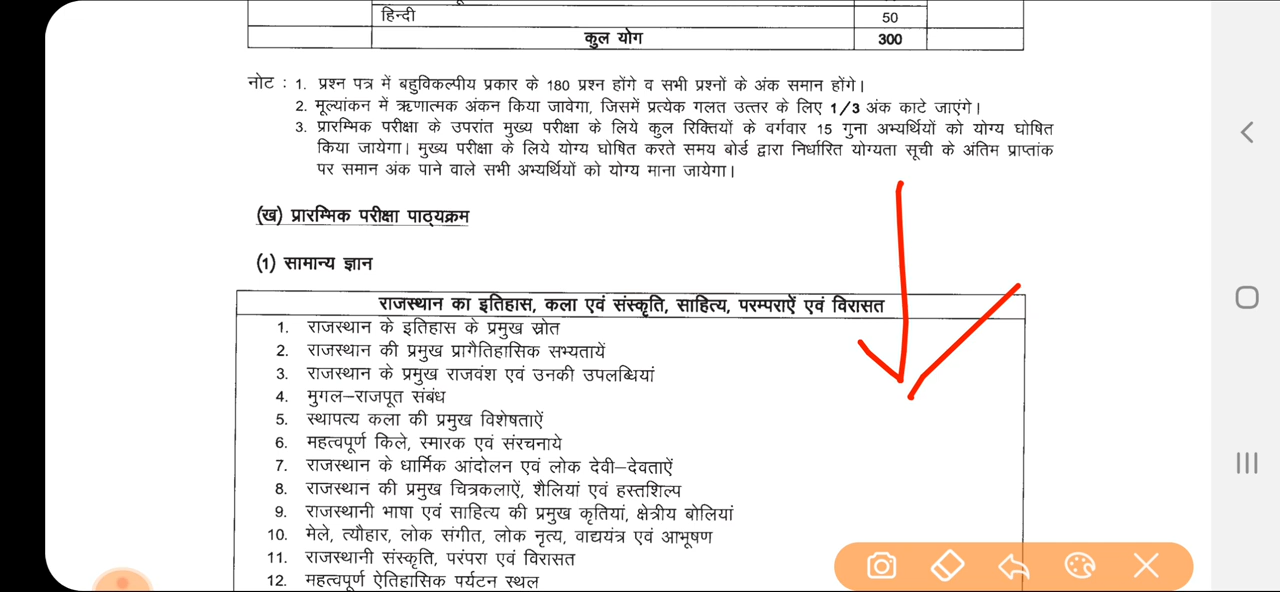 हिन्दी 50
कुल योग 300
नोट : 1. प्रश्न पत्र में बहुविकल्पीय प्रकार के 180 प्रश्न होंगे व सभी प्रश्नों के अंक समान होंगे।
2. मूल्यांकन में ऋणात्मक अंकन किया जावेगा, जिसमें प्रत्येक गलत उत्तर के लिए 1/3 अंक काटे जाएंगे।
3. प्रारम्भिक परीक्षा के उपरांत मुख्य परीक्षा के लिये कुल रिक्तियों के वर्गवार 15 गुना अभ्यर्थियों को योग्य घोषित
किया जायेगा। मुख्य परीक्षा के लिये योग्य घोषित करते समय बोर्ड द्वारा निर्धारित योग्यता सूची के अंतिम प्राप्तांक
पर समान अंक पाने वाले सभी अभ्यर्थियों को योग्य माना जायेगा।
(ख) प्रारम्भिक परीक्षा पाठ्यक्रम
(1) सामान्य ज्ञान
राजस्थान का इतिहास, कला एवं संस्कृति, साहित्य, परम्पराऐं एवं विरासत
1. राजस्थान के इतिहास के प्रमुख स्रोत
2. राजस्थान की प्रमुख प्रागैतिहासिक सभ्यतायें
3. राजस्थान के प्रमुख राजवंश एवं उनकी उपलब्धियां
4. मुगल–राजपूत संबंध
5. स्थापत्य कला की प्रमुख विशेषताऐं
6. महत्वपूर्ण किले, स्मारक एवं संरचनाये
7. राजस्थान के धार्मिक आंदोलन एवं लोक देवी–देवताऐं
8. राजस्थान की प्रमुख चित्रकलाऐं, शैलियां एवं हस्तशिल्प
9. राजस्थानी भाषा एवं साहित्य की प्रमुख कृतियां, क्षेत्रीय बोलियां
10. मेले, त्यौहार, लोक संगीत, लोक नृत्य, वाद्ययंत्र एवं आभूषण
11. राजस्थानी संस्कृति, परंपरा एवं विरासत
12. महत्वपूर्ण ऐतिहासिक पर्यटन स्थल